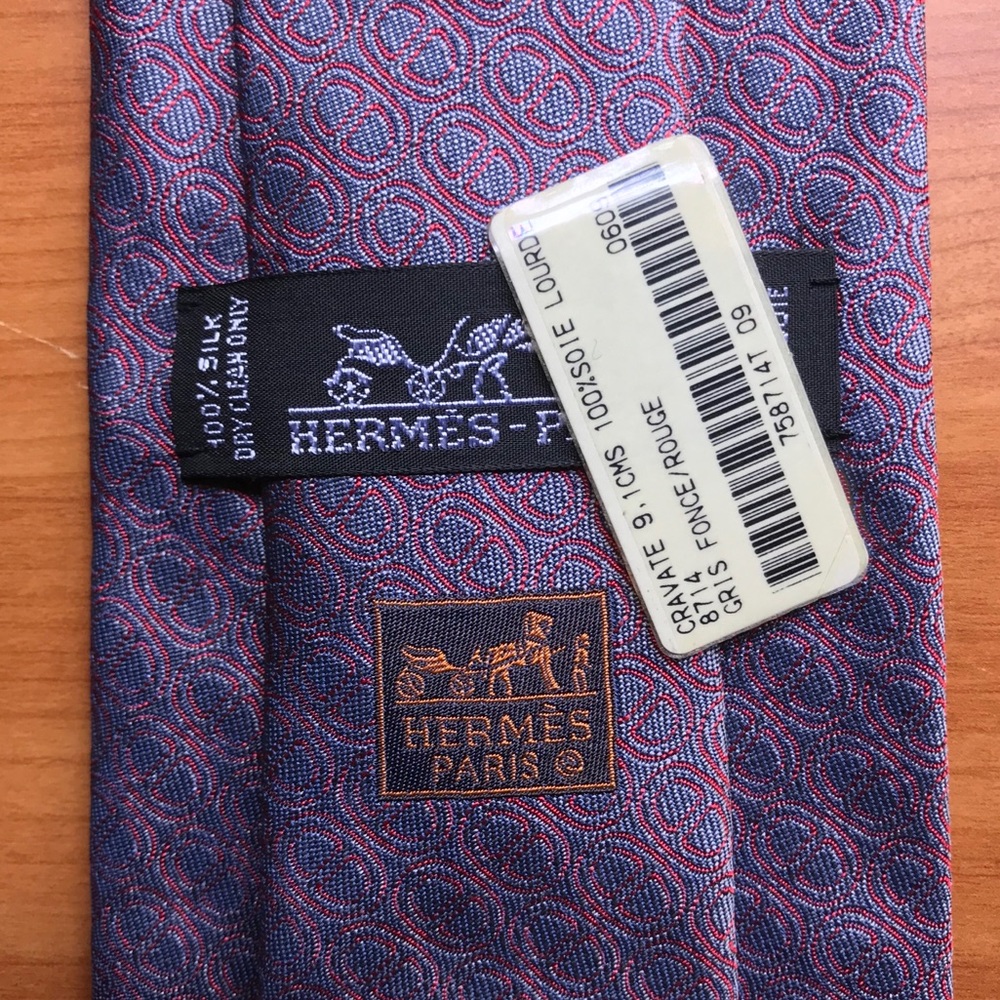 100% SILK
DRY CLEAN ONLY
HERMÈS-P
CRAVATE 9,1CMS 100%SOIE LOURDE
8714
GRIS FONCE/ROUGE
758714T 09
HERMÈS
PARIS ©